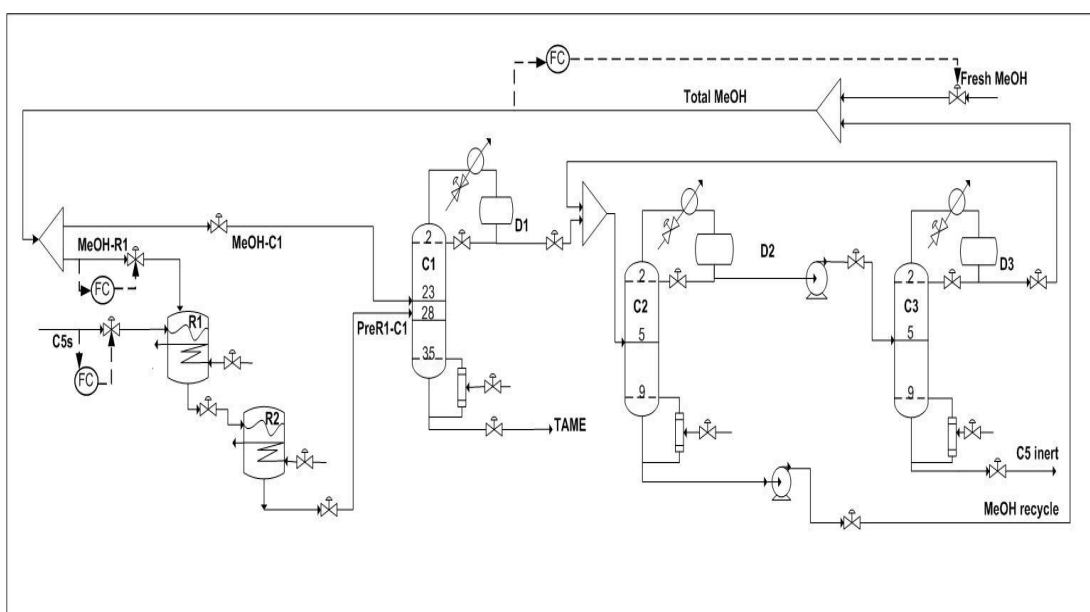 FC
Fresh MeOH
Total MeOH
MeOH-R1
MeOH-C1
FC
C5s
FC
R1
R2
PreR1-C1
2
C1
23
28
35
D1
TAME
2
C2
5
9
D2
2
C3
5
9
D3
C5 inert
MeOH recycle